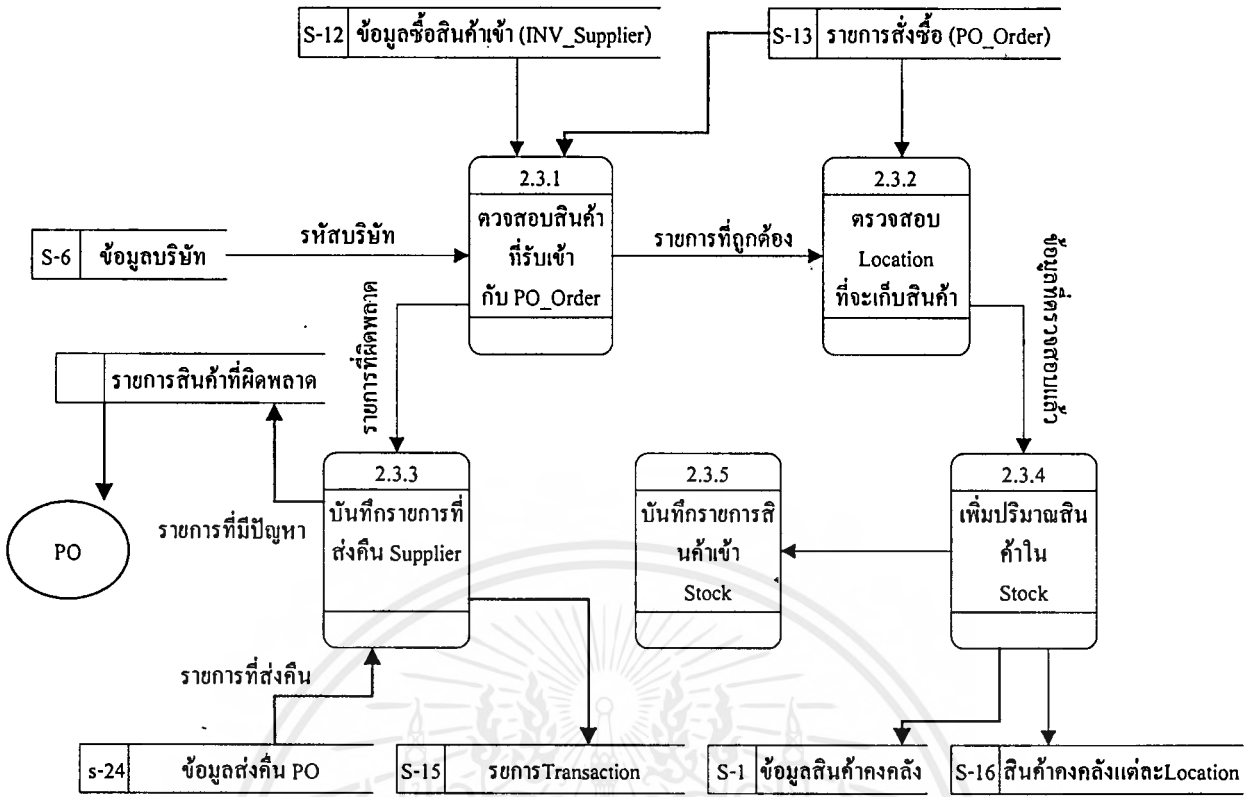 S-12 ข้อมูลซื้อสินค้าเข้า (INV_Supplier)
S-13 รายการสั่งซื้อ (PO_Order)
2.3.1
ตวจสอบสินค้า
ที่รับเข้า
กับ PO_Order
2.3.2
ตรวจสอบ
Location
ที่จะเก็บสินค้า
S-6 ข้อมูลบริษัท
รหัสบริษัท
รายการที่ถูกต้อง
ข้อมูลที่ตรวจสอบแล้ว
รายการที่ผิดพลาด
รายการสินค้าที่ผิดพลาด
PO
รายการที่มีปัญหา
2.3.3
บันทึกรายการที่
ส่งคืน Supplier
2.3.5
บันทึกรายการสิ
นค้าเข้า
Stock
2.3.4
เพิ่มปริมาณสิน
ค้าใน
Stock
รายการที่ส่งคืน
s-24 ข้อมูลส่งคืน PO
S-15 รยการTransaction
S-1 ข้อมูลสินค้าคงคลัง
S-16 สินค้าคงคลังแต่ละLocation